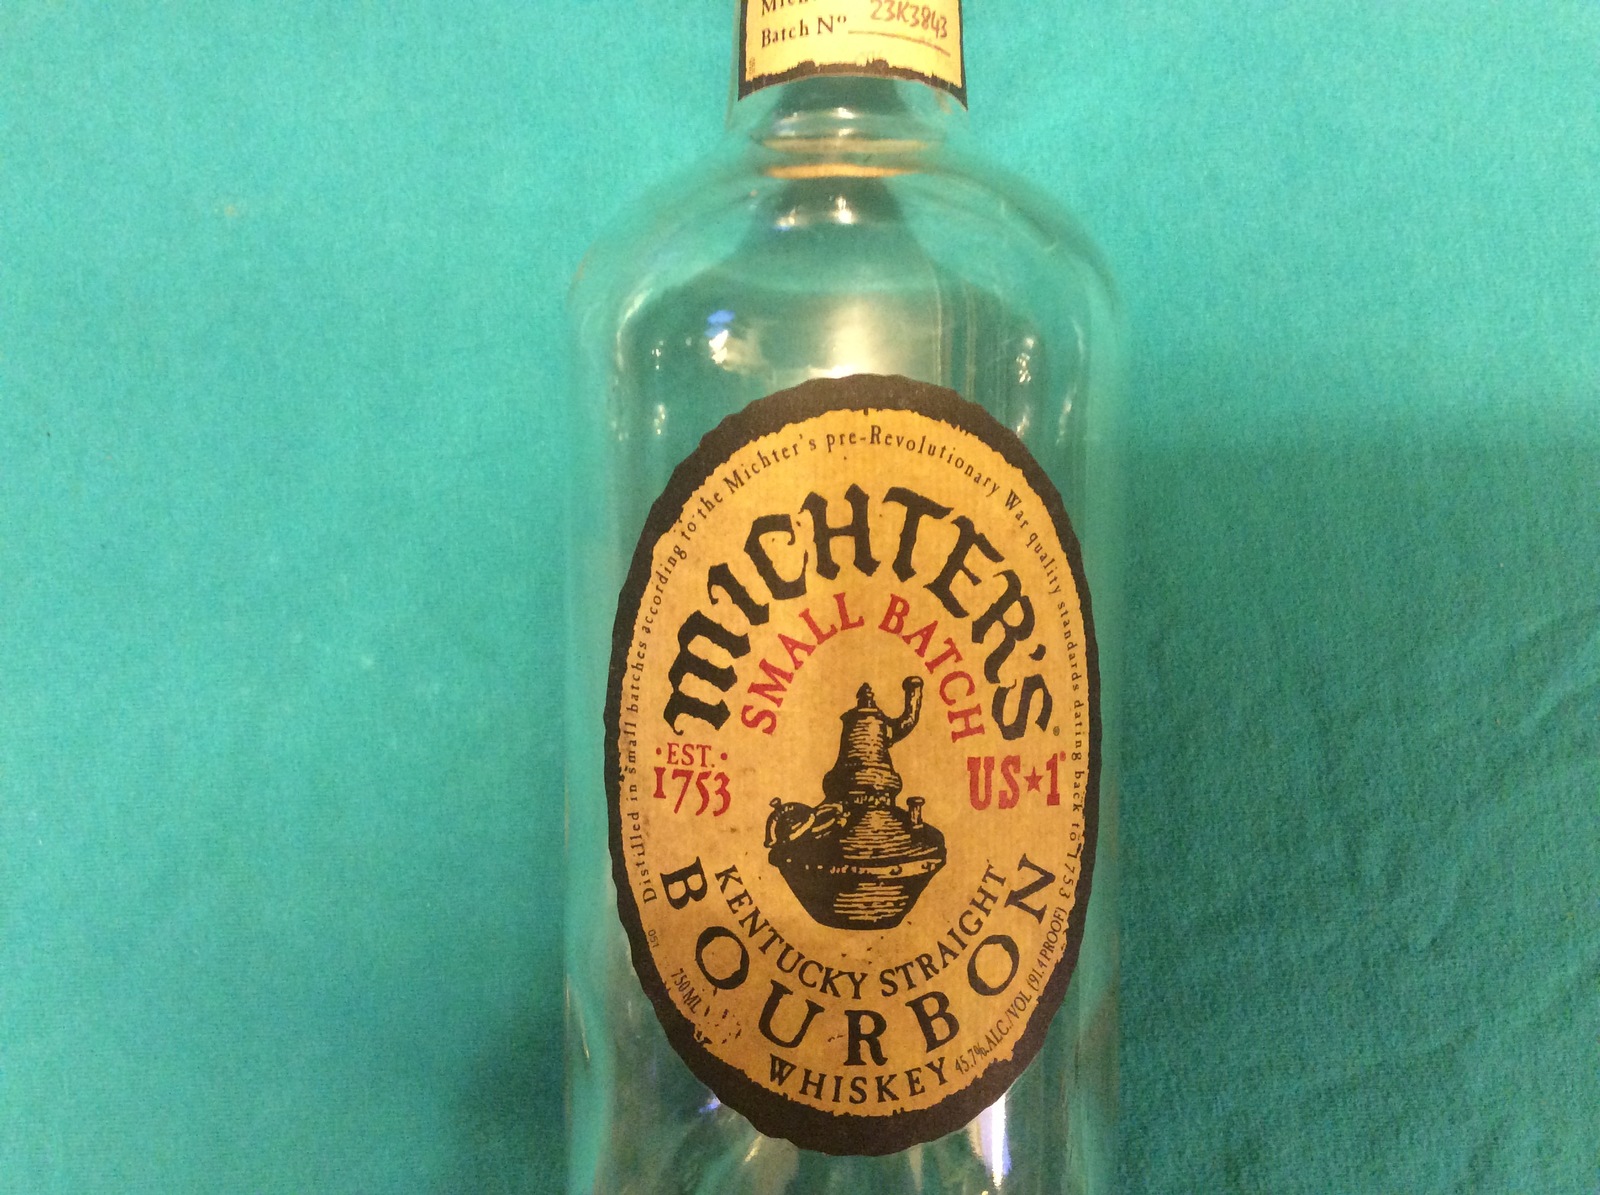 Batch Nº 23K3843
Distilled in small batches according to the Michter's pre-Revolutionary War quality standards dating back to 1753
MICHTER'S®
SMALL BATCH
·EST.·
1753
US★1®
KENTUCKY STRAIGHT
BOURBON
WHISKEY
051
750 ML
45.7% ALC./VOL (91.4 PROOF)